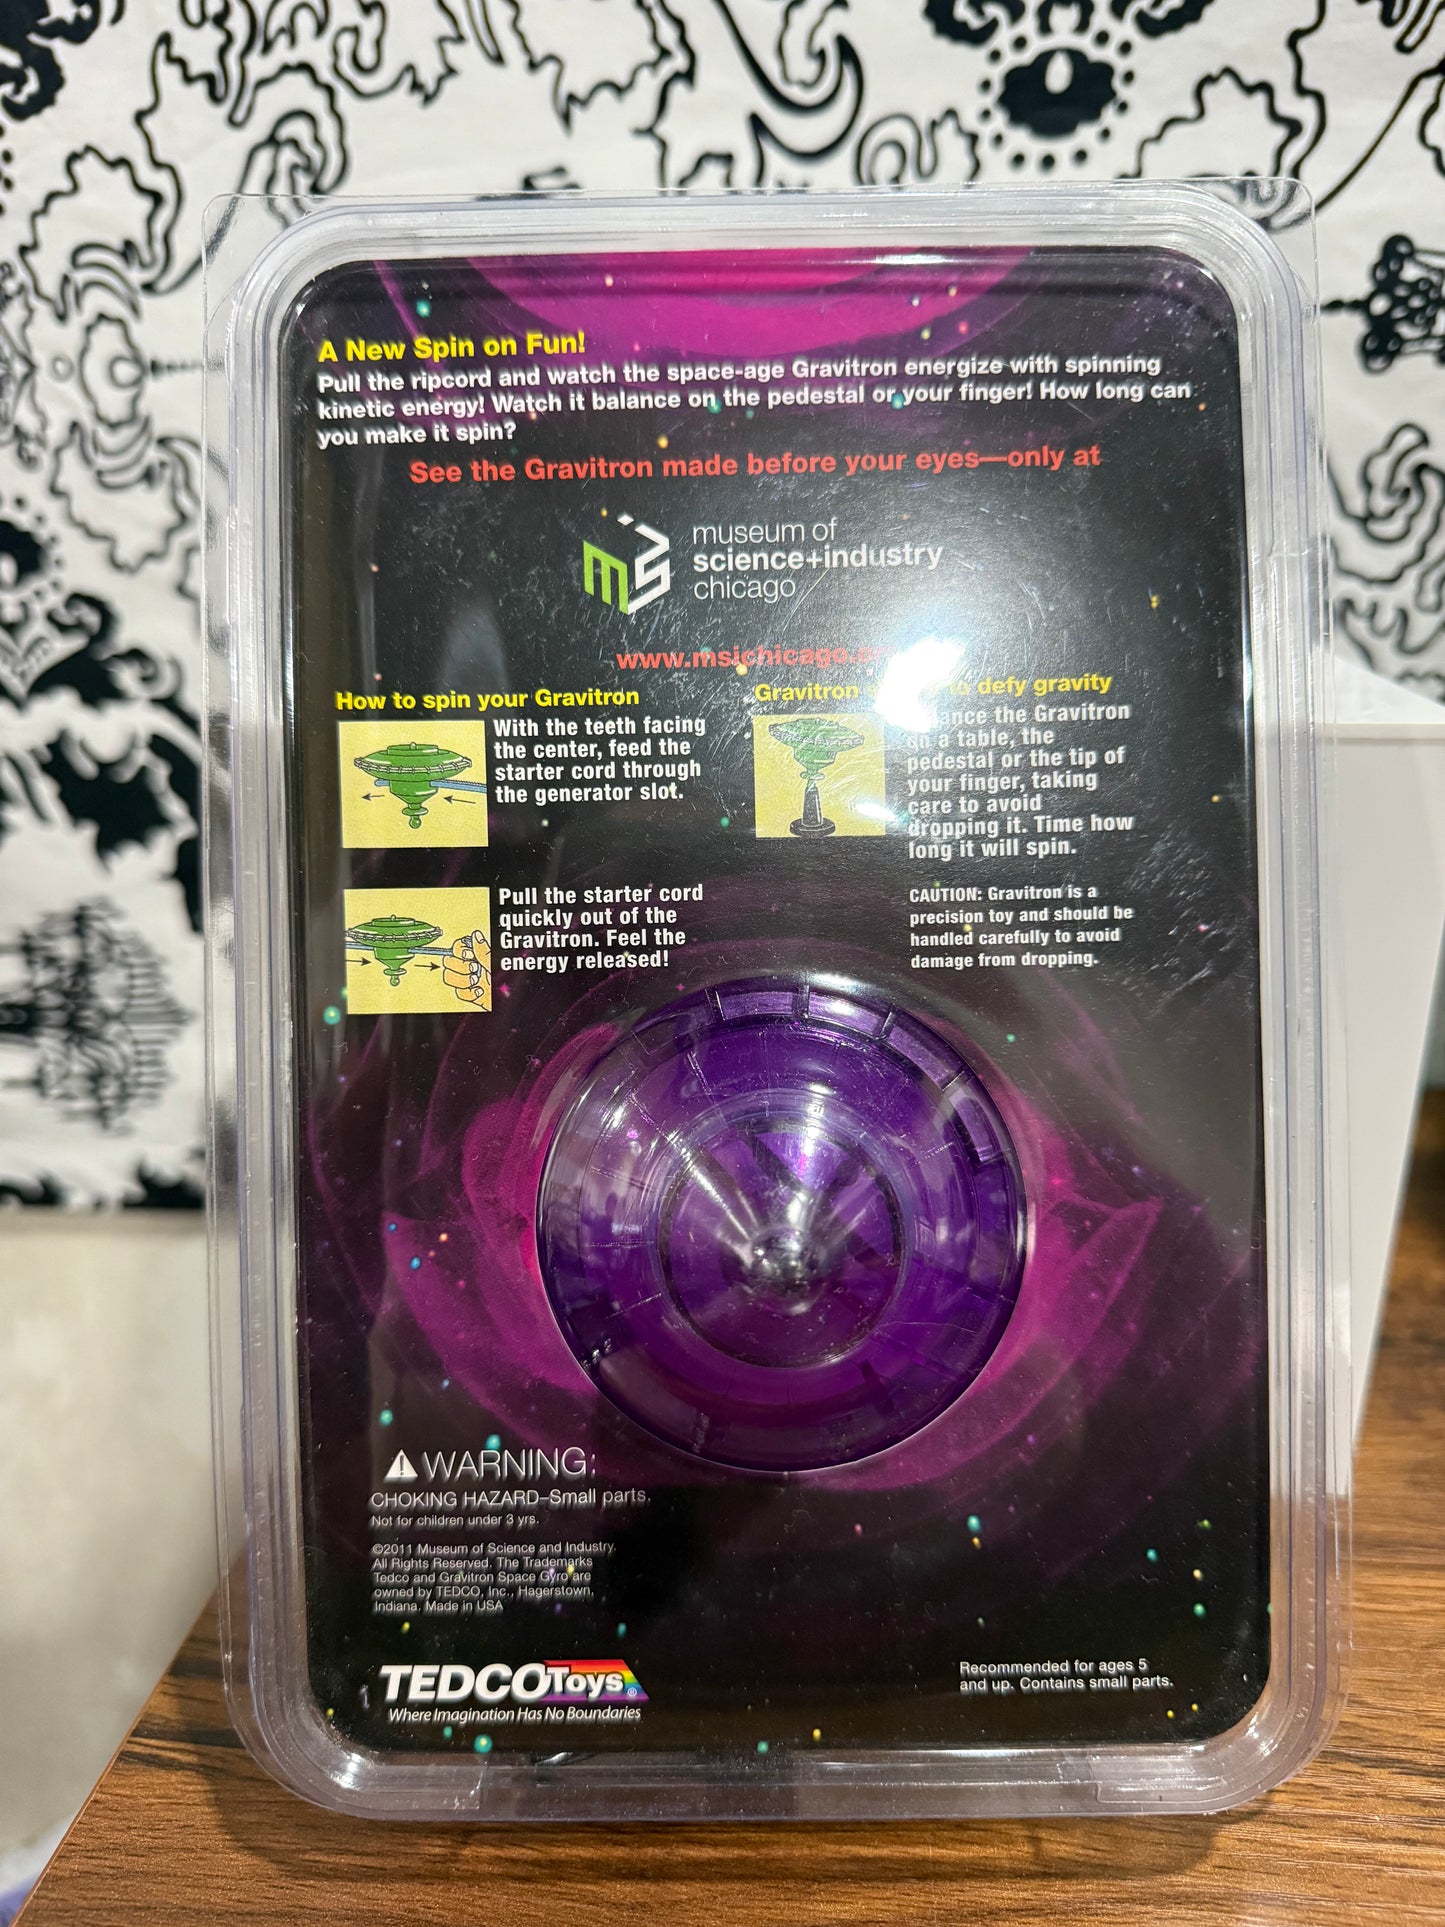 A New Spin on Fun!
Pull the ripcord and watch the space-age Gravitron energize with spinning
kinetic energy! Watch it balance on the pedestal or your finger! How long can
you make it spin?
See the Gravitron made before your eyes—only at
museum of
science+industry
chicago
www.msichicago.
How to spin your Gravitron
With the teeth facing
the center, feed the
starter cord through
the generator slot.
Pull the starter cord
quickly out of the
Gravitron. Feel the
energy released!
Gravitron defy gravity
the Gravitron
a table, the
pedestal or the tip of
your finger, taking
care to avoid
dropping it. Time how
long it will spin.
CAUTION: Gravitron is a
precision toy and should be
handled carefully to avoid
damage from dropping.
WARNING:
CHOKING HAZARD–Small parts.
Not for children under 3 yrs.
©2011 Museum of Science and Industry.
All Rights Reserved. The Trademarks
Tedco and Gravitron Space Gyro are
owned by TEDCO, Inc., Hagerstown,
Indiana. Made in USA
TEDCO Toys®
Where Imagination Has No Boundaries
Recommended for ages 5
and up. Contains small parts.